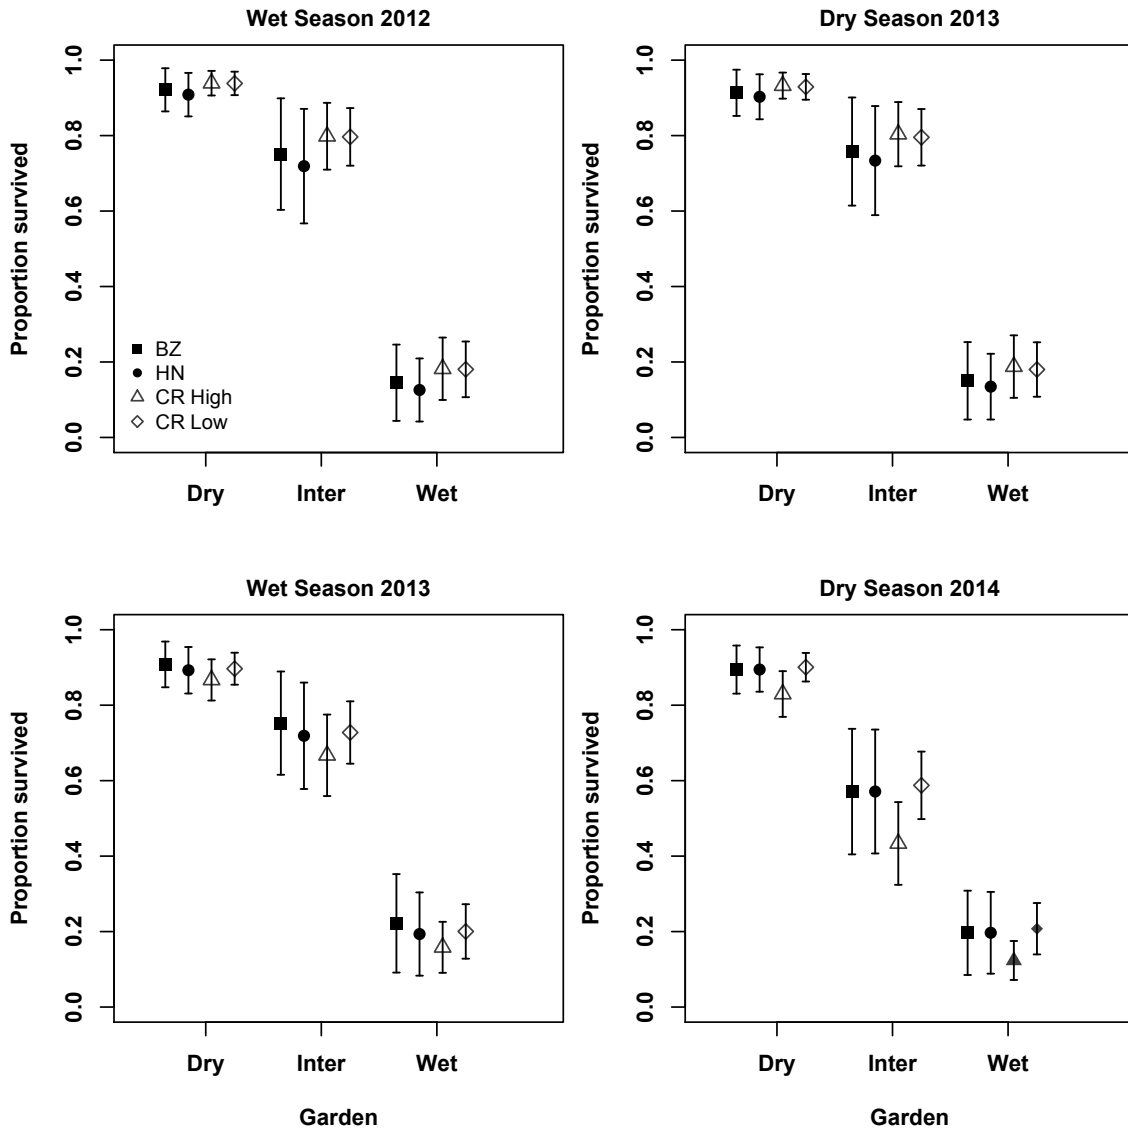 Wet Season 2012
Proportion survived
1.0
0.8
0.6
0.4
0.2
0.0
BZ
HN
CR High
CR Low
Dry Inter Wet
Dry Season 2013
Proportion survived
1.0
0.8
0.6
0.4
0.2
0.0
Dry Inter Wet
Wet Season 2013
Proportion survived
1.0
0.8
0.6
0.4
0.2
0.0
Dry Inter Wet
Garden
Dry Season 2014
Proportion survived
1.0
0.8
0.6
0.4
0.2
0.0
Dry Inter Wet
Garden